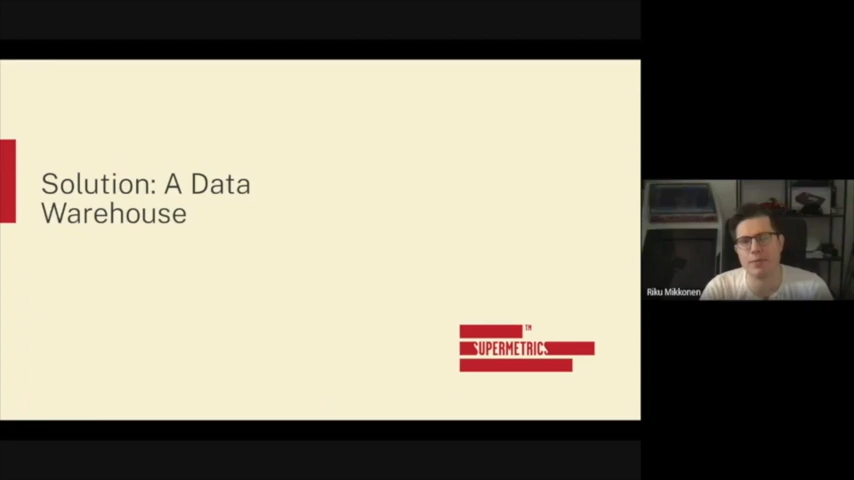 Solution: A Data
Warehouse
TM
SUPERMETRICS
Riku Mikkonen